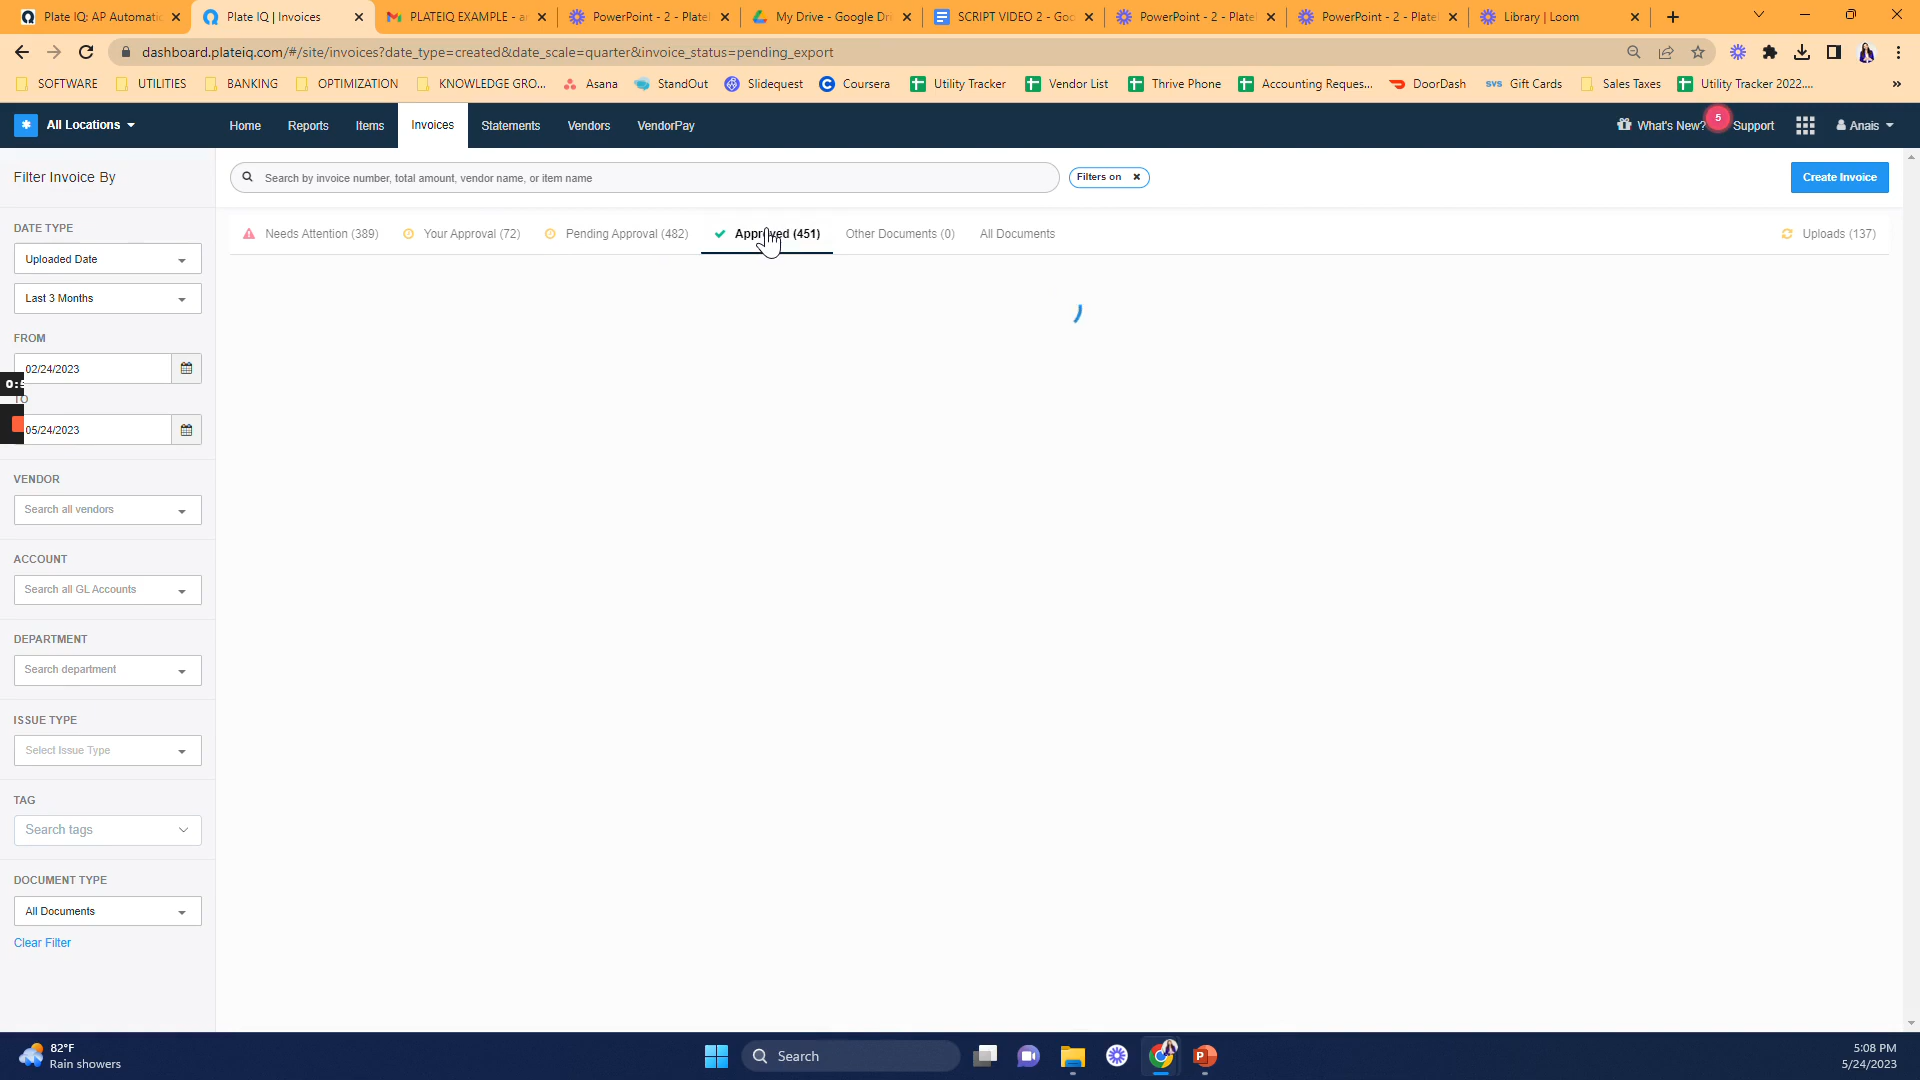 Plate IQ: AP Automatic
Plate IQ | Invoices
PLATEIQ EXAMPLE - a
PowerPoint - 2 - Plate
My Drive - Google Dri
SCRIPT VIDEO 2 - Goo
PowerPoint - 2 - Plate
PowerPoint - 2 - Plate
Library | Loom
dashboard.plateiq.com/#/site/invoices?date_type=created&date_scale=quarter&invoice_status=pending_export
SOFTWARE
UTILITIES
BANKING
OPTIMIZATION
KNOWLEDGE GRO...
Asana
StandOut
Slidequest
Coursera
Utility Tracker
Vendor List
Thrive Phone
Accounting Reques...
DoorDash
svs Gift Cards
Sales Taxes
Utility Tracker 2022....
»
All Locations
Home
Reports
Items
Invoices
Statements
Vendors
VendorPay
What's New?
5
Support
Anais
Filter Invoice By
Search by invoice number, total amount, vendor name, or item name
Filters on
Create Invoice
Needs Attention (389)
Your Approval (72)
Pending Approval (482)
Approved (451)
Other Documents (0)
All Documents
Uploads (137)
DATE TYPE
Uploaded Date
Last 3 Months
FROM
02/24/2023
TO
05/24/2023
VENDOR
Search all vendors
ACCOUNT
Search all GL Accounts
DEPARTMENT
Search department
ISSUE TYPE
Select Issue Type
TAG
Search tags
DOCUMENT TYPE
All Documents
Clear Filter
82°F
Rain showers
Search
5:08 PM
5/24/2023